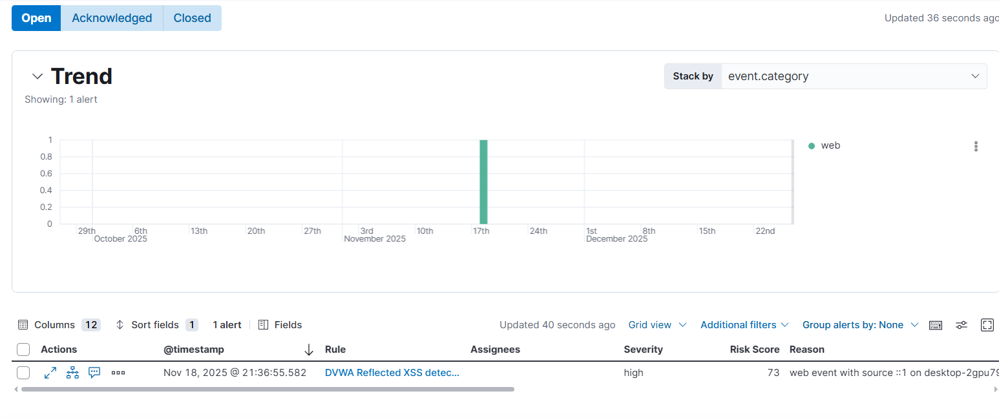 Open Acknowledged Closed Updated 36 seconds ago
Trend Stack by event.category
Showing: 1 alert
1 web
0.8
0.6
0.4
0.2
0
29th 6th 13th 20th 27th 3rd 10th 17th 24th 1st 8th 15th 22nd
October 2025 November 2025 December 2025
Columns 12 Sort fields 1 1 alert Fields Updated 40 seconds ago Grid view Additional filters Group alerts by: None
Actions @timestamp Rule Assignees Severity Risk Score Reason
Nov 18, 2025 @ 21:36:55.582 DVWA Reflected XSS detec... high 73 web event with source ::1 on desktop-2gpu79